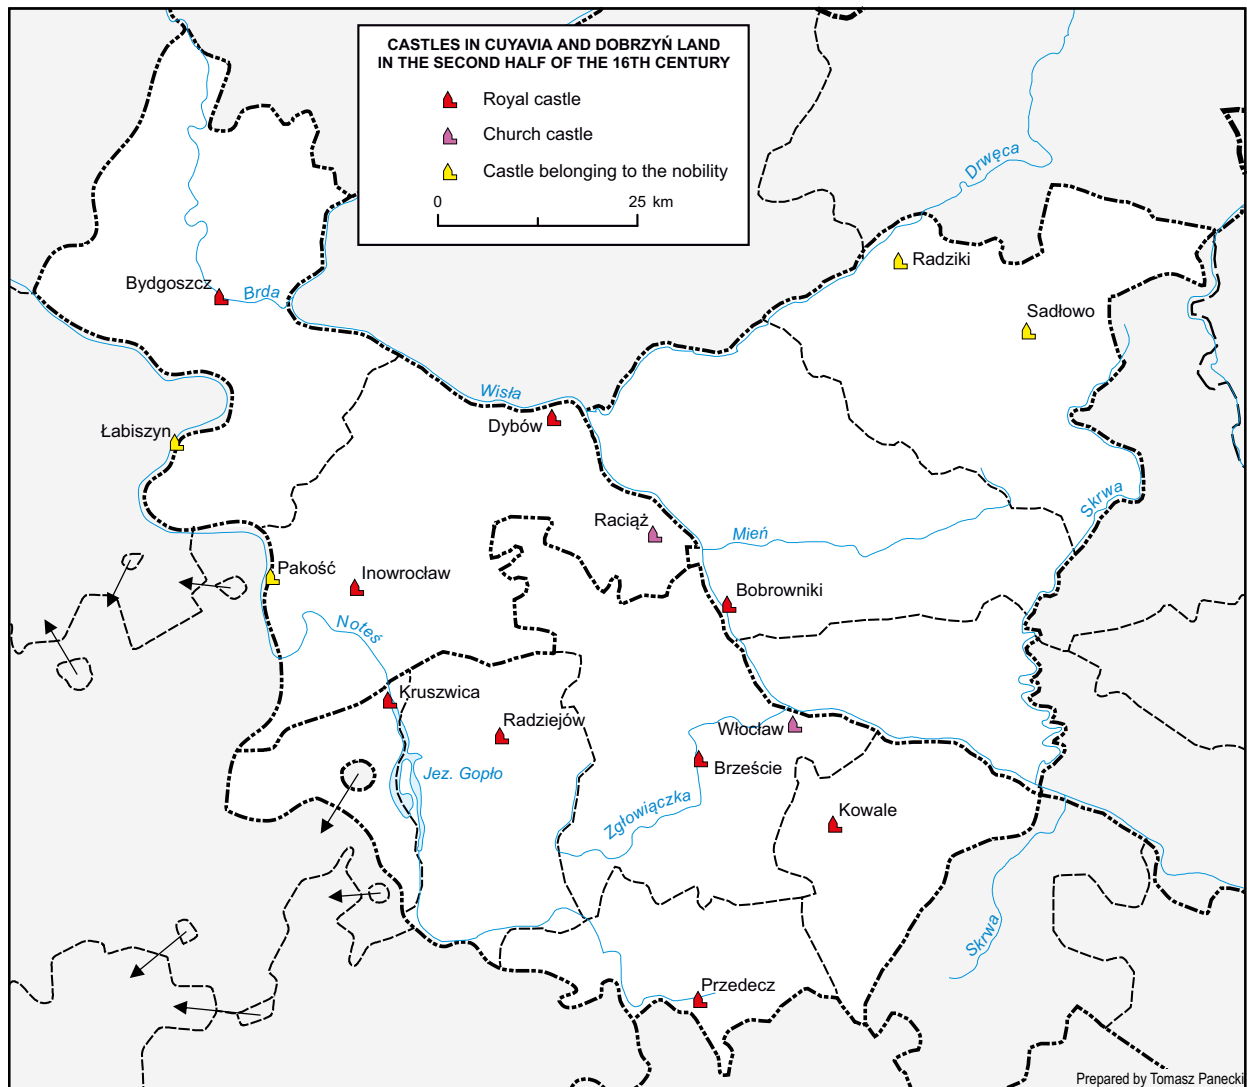 CASTLES IN CUYAVIA AND DOBRZYŃ LAND
IN THE SECOND HALF OF THE 16TH CENTURY
Royal castle
Church castle
Castle belonging to the nobility
0 25 km
Drwęca
Radziki
Bydgoszcz
Brda
Sadłowo
Wisła
Łabiszyn
Dybów
Skrwa
Raciąż
Mień
Pakość
Inowrocław
Bobrowniki
Noteś
Kruszwica
Radziejów
Włocław
Brzeście
Jez. Gopło
Zgłowiączka
Kowale
Skrwa
Przedecz
Prepared by Tomasz Panecki